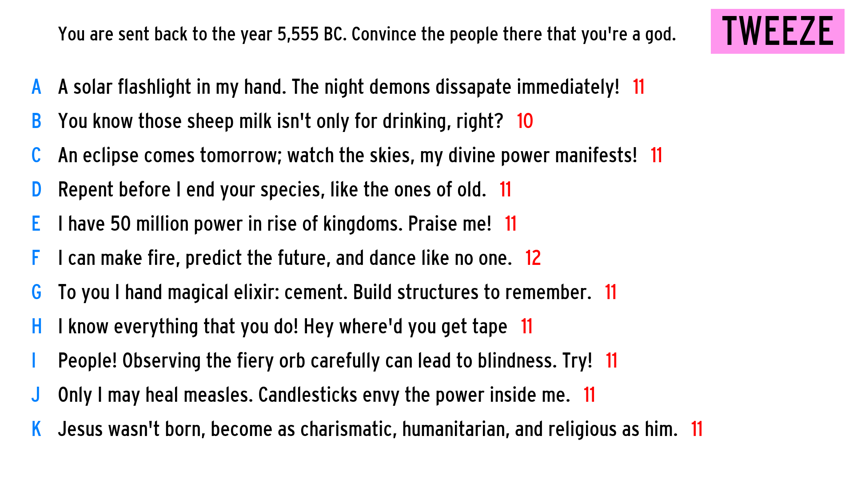 You are sent back to the year 5,555 BC. Convince the people there that you're a god.
TWEEZE
A A solar flashlight in my hand. The night demons dissapate immediately! 11
B You know those sheep milk isn't only for drinking, right? 10
C An eclipse comes tomorrow; watch the skies, my divine power manifests! 11
D Repent before I end your species, like the ones of old. 11
E I have 50 million power in rise of kingdoms. Praise me! 11
F I can make fire, predict the future, and dance like no one. 12
G To you I hand magical elixir: cement. Build structures to remember. 11
H I know everything that you do! Hey where'd you get tape 11
I People! Observing the fiery orb carefully can lead to blindness. Try! 11
J Only I may heal measles. Candlesticks envy the power inside me. 11
K Jesus wasn't born, become as charismatic, humanitarian, and religious as him. 11